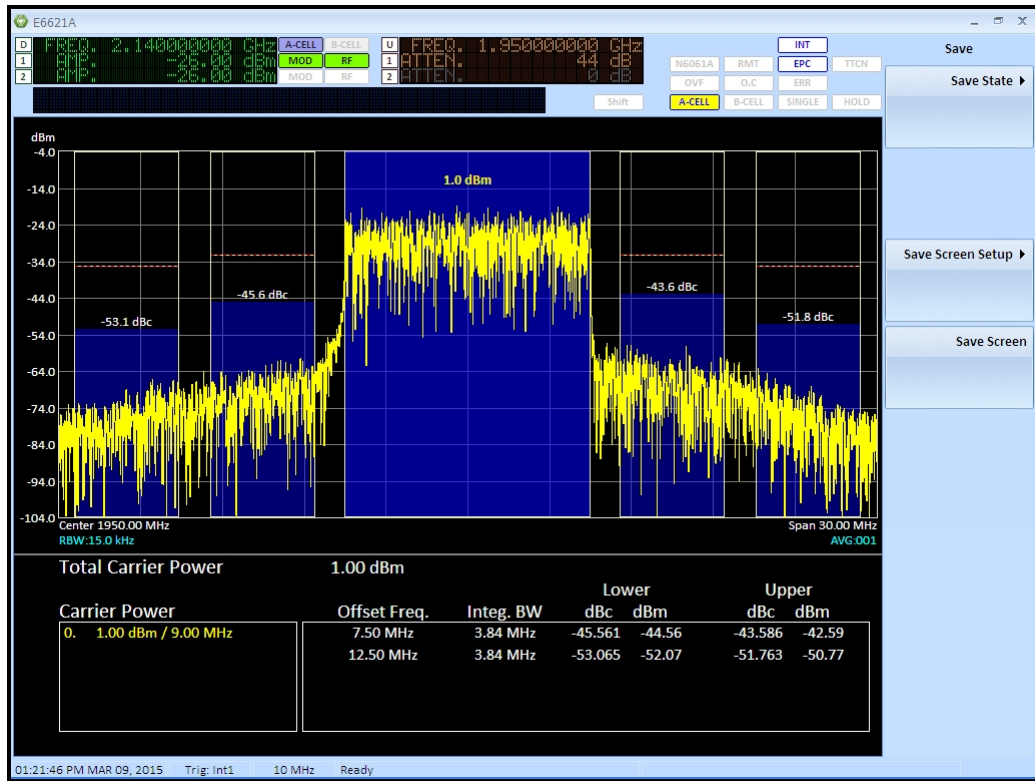 E6621A
D FREQ. 2.140000000 GHz A-CELL B-CELL
1 AMP. -26.00 dBm MOD RF
2 AMP. -26.00 dBm MOD RF
U FREQ. 1.950000000 GHz
1 ATTEN. 44 dB
2 ATTEN. 0 dB
INT
N6061A RMT EPC TTCN
OVF O.C ERR
Shift A-CELL B-CELL SINGLE HOLD
Save
Save State
Save Screen Setup
Save Screen
dBm
-4.0
-14.0
-24.0
-34.0
-44.0
-54.0
-64.0
-74.0
-84.0
-94.0
-104.0
1.0 dBm
-53.1 dBc
-45.6 dBc
-43.6 dBc
-51.8 dBc
Center 1950.00 MHz Span 30.00 MHz
RBW:15.0 kHz AVG:001
Total Carrier Power 1.00 dBm
Lower Upper
Carrier Power Offset Freq. Integ. BW dBc dBm dBc dBm
0. 1.00 dBm / 9.00 MHz 7.50 MHz 3.84 MHz -45.561 -44.56 -43.586 -42.59
12.50 MHz 3.84 MHz -53.065 -52.07 -51.763 -50.77
01:21:46 PM MAR 09, 2015 Trig: Int1 10 MHz Ready